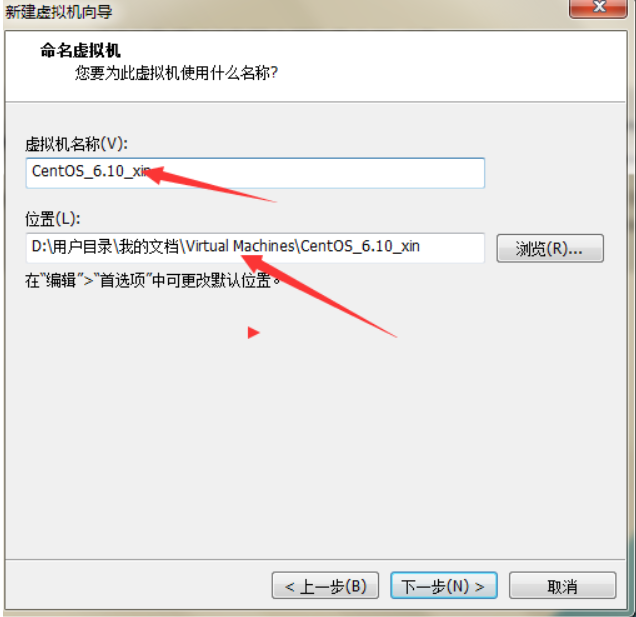 新建虚拟机向导
命名虚拟机
您要为此虚拟机使用什么名称?
虚拟机名称(V):
CentOS_6.10_xin
位置(L):
D:\用户目录\我的文档\Virtual Machines\CentOS_6.10_xin
浏览(R)...
在"编辑">"首选项"中可更改默认位置。
< 上一步(B)
下一步(N) >
取消